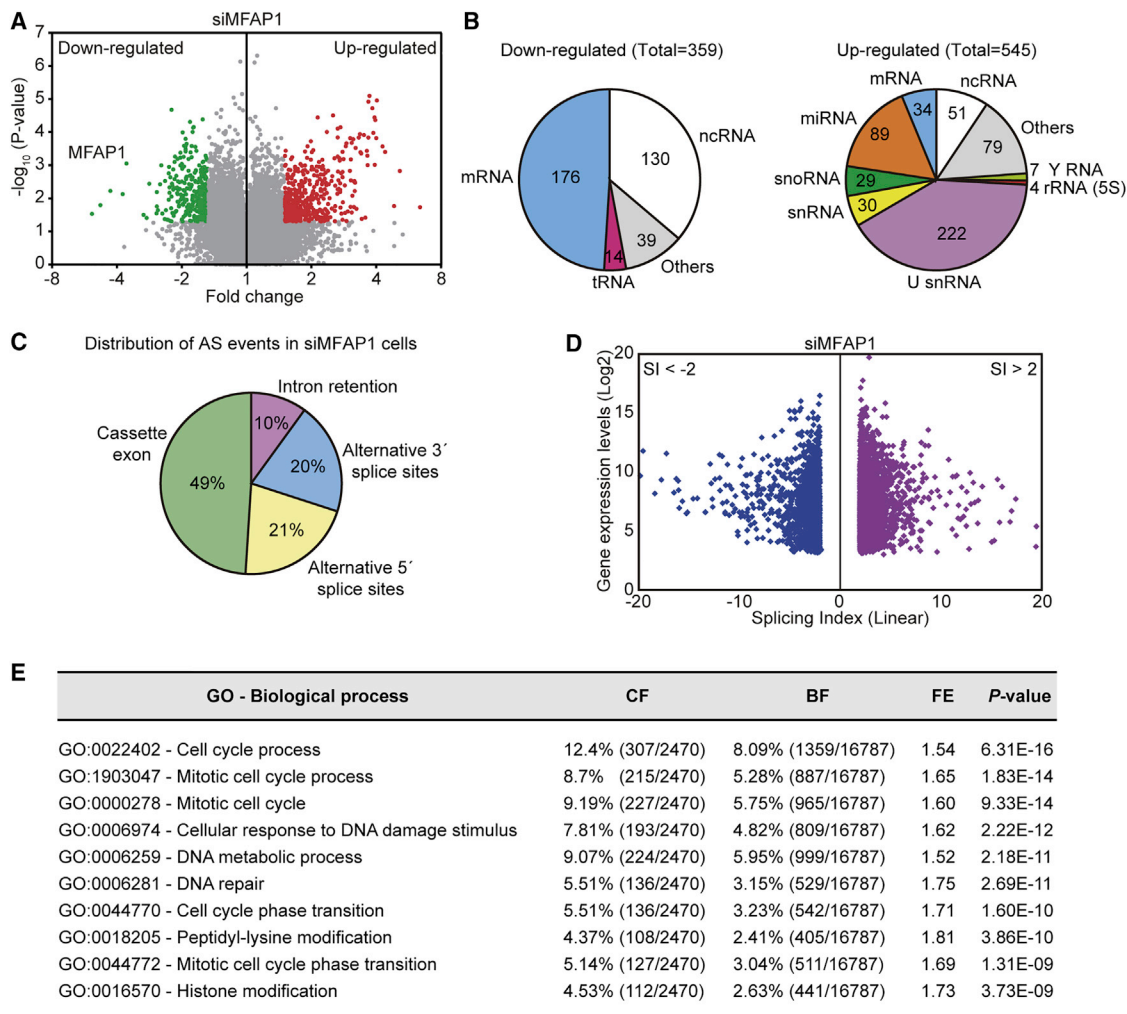 A
siMFAP1
Down-regulated
Up-regulated
MFAP1
-log10 (P-value)
7
6
5
4
3
2
1
0
-8
-4
-2
1
2
4
8
Fold change
B
Down-regulated (Total=359)
mRNA
176
ncRNA
130
39
Others
14
tRNA
Up-regulated (Total=545)
mRNA
34
ncRNA
51
Others
79
7 Y RNA
4 rRNA (5S)
222
U snRNA
snRNA
30
snoRNA
29
miRNA
89
C
Distribution of AS events in siMFAP1 cells
Intron retention
10%
Alternative 3´
splice sites
20%
21%
Alternative 5´
splice sites
Cassette
exon
49%
D
siMFAP1
SI < -2
SI > 2
Gene expression levels (Log2)
20
15
10
5
0
-20
-10
0
10
20
Splicing Index (Linear)
E
GO - Biological process CF BF FE P-value
GO:0022402 - Cell cycle process 12.4% (307/2470) 8.09% (1359/16787) 1.54 6.31E-16
GO:1903047 - Mitotic cell cycle process 8.7% (215/2470) 5.28% (887/16787) 1.65 1.83E-14
GO:0000278 - Mitotic cell cycle 9.19% (227/2470) 5.75% (965/16787) 1.60 9.33E-14
GO:0006974 - Cellular response to DNA damage stimulus 7.81% (193/2470) 4.82% (809/16787) 1.62 2.22E-12
GO:0006259 - DNA metabolic process 9.07% (224/2470) 5.95% (999/16787) 1.52 2.18E-11
GO:0006281 - DNA repair 5.51% (136/2470) 3.15% (529/16787) 1.75 2.69E-11
GO:0044770 - Cell cycle phase transition 5.51% (136/2470) 3.23% (542/16787) 1.71 1.60E-10
GO:0018205 - Peptidyl-lysine modification 4.37% (108/2470) 2.41% (405/16787) 1.81 3.86E-10
GO:0044772 - Mitotic cell cycle phase transition 5.14% (127/2470) 3.04% (511/16787) 1.69 1.31E-09
GO:0016570 - Histone modification 4.53% (112/2470) 2.63% (441/16787) 1.73 3.73E-09